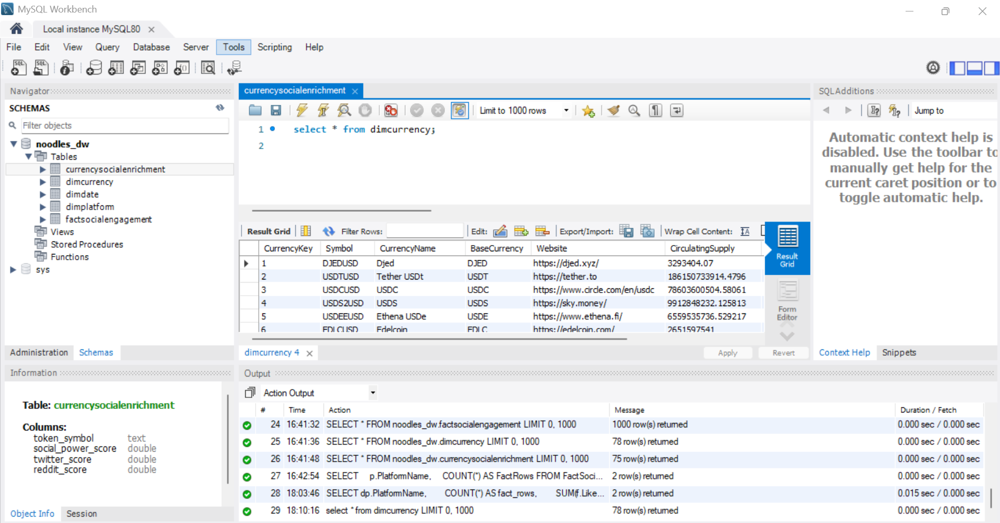 MySQL Workbench
Local instance MySQL80
File Edit View Query Database Server Tools Scripting Help
Navigator
SCHEMAS
Filter objects
noodles_dw
Tables
currencysocialenrichment
dimcurrency
dimdate
dimplatform
factsocialengagement
Views
Stored Procedures
Functions
sys
Administration Schemas
Information
Table: currencysocialenrichment
Columns:
token_symbol text
social_power_score double
twitter_score double
reddit_score double
Object Info Session
currencysocialenrichment
Limit to 1000 rows
1 select * from dimcurrency;
2
Result Grid Filter Rows: Edit: Export/Import: Wrap Cell Content:
CurrencyKey Symbol CurrencyName BaseCurrency Website CirculatingSupply
1 DJEDUSD Djed DJED https://djed.xyz/ 3293404.07
2 USDTUSD Tether USDt USDT https://tether.to 186150733914.4796
3 USDCUSD USDC USDC https://www.circle.com/en/usdc 78603600504.58061
4 USDS2USD USDS USDS https://sky.money/ 9912848232.125813
5 USDEEUSD Ethena USDe USDE https://www.ethena.fi/ 6559535736.529217
6 EDLCUSD Edelcoin EDLC https://edelcoin.com/ 2651597541
Result
Grid
Form
Editor
dimcurrency 4
Apply Revert
SQLAdditions
Jump to
Automatic context help is
disabled. Use the toolbar to
manually get help for the
current caret position or to
toggle automatic help.
Context Help Snippets
Output
Action Output
# Time Action Message Duration / Fetch
24 16:41:32 SELECT * FROM noodles_dw.factsocialengagement LIMIT 0, 1000 1000 row(s) returned 0.000 sec / 0.000 sec
25 16:41:36 SELECT * FROM noodles_dw.dimcurrency LIMIT 0, 1000 78 row(s) returned 0.000 sec / 0.000 sec
26 16:41:48 SELECT * FROM noodles_dw.currencysocialenrichment LIMIT 0, 1000 75 row(s) returned 0.000 sec / 0.000 sec
27 16:42:54 SELECT p.PlatformName, COUNT(*) AS FactRows FROM FactSoci... 2 row(s) returned 0.000 sec / 0.000 sec
28 18:03:46 SELECT dp.PlatformName, COUNT(*) AS fact_rows, SUM(f.Like... 2 row(s) returned 0.015 sec / 0.000 sec
29 18:10:16 select * from dimcurrency LIMIT 0, 1000 78 row(s) returned 0.000 sec / 0.000 sec